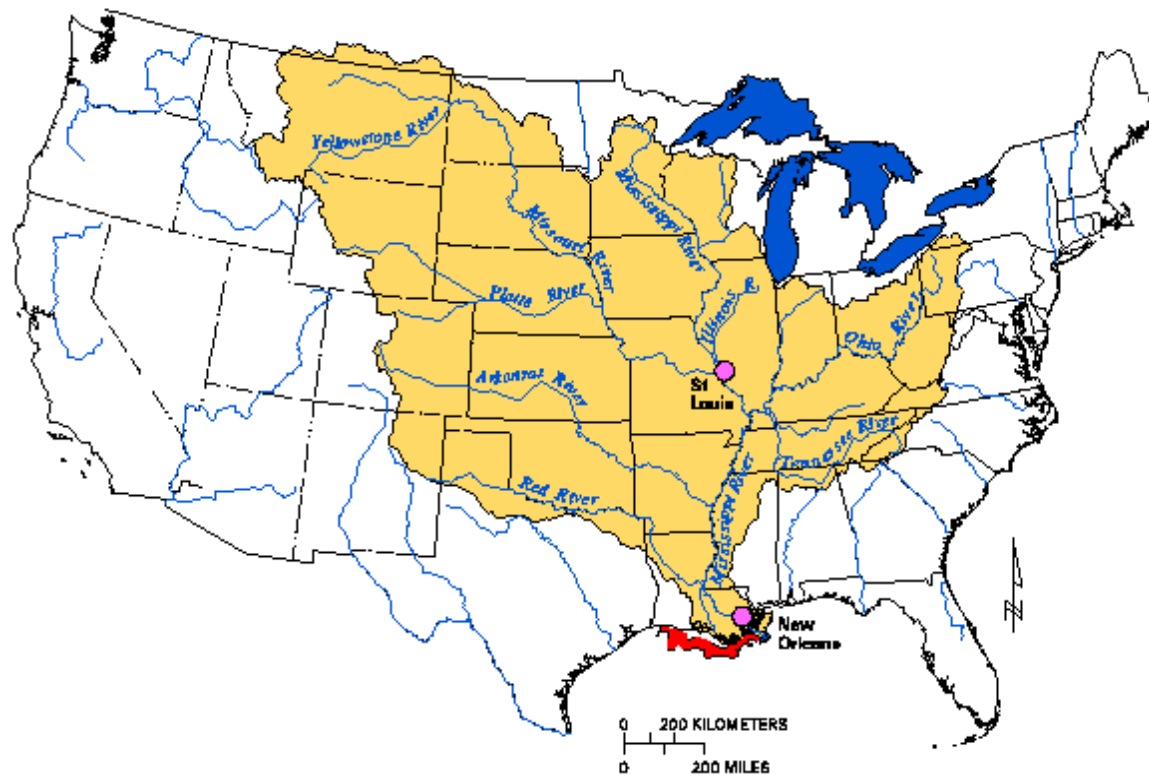 Yellowstone River
Mississippi River
Missouri River
Platte River
Illinois R.
Ohio River
St
Louis
Arkansas River
Tennessee River
Mississippi River
Red River
New
Orleans
0 200 KILOMETERS
0 200 MILES
N